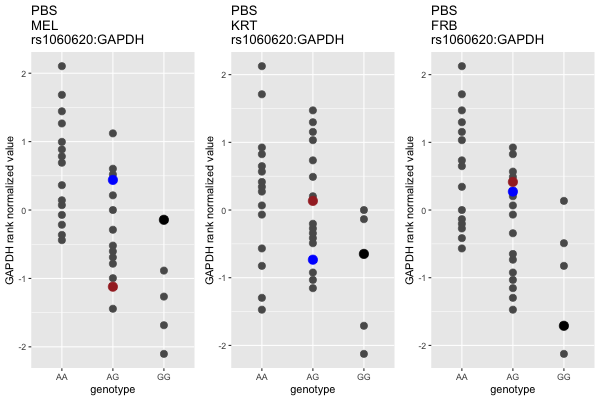 PBS
MEL
rs1060620:GAPDH
GAPDH rank normalized value
2
1
0
-1
-2
AA
AG
GG
genotype
PBS
KRT
rs1060620:GAPDH
GAPDH rank normalized value
2
1
0
-1
-2
AA
AG
GG
genotype
PBS
FRB
rs1060620:GAPDH
GAPDH rank normalized value
2
1
0
-1
-2
AA
AG
GG
genotype